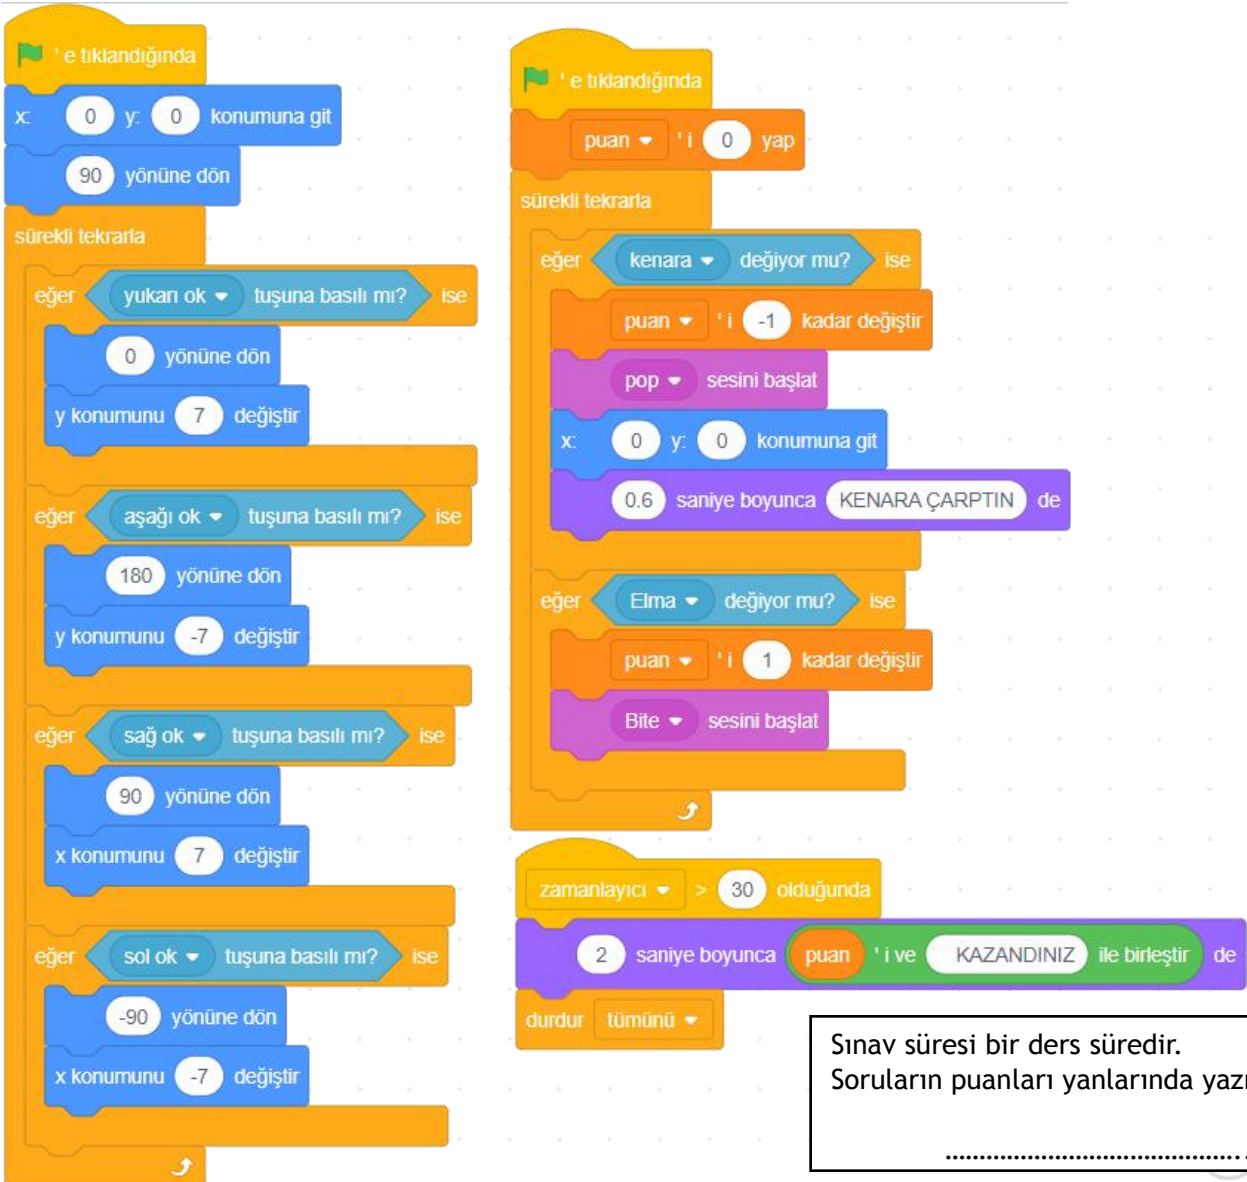 ' e tıklandığında
x: 0 y: 0 konumuna git
90 yönüne dön
sürekli tekrarla
eğer yukarı ok tuşuna basılı mı? ise
0 yönüne dön
y konumunu 7 değiştir
eğer aşağı ok tuşuna basılı mı? ise
180 yönüne dön
y konumunu -7 değiştir
eğer sağ ok tuşuna basılı mı? ise
90 yönüne dön
x konumunu 7 değiştir
eğer sol ok tuşuna basılı mı? ise
-90 yönüne dön
x konumunu -7 değiştir
' e tıklandığında
puan ' i 0 yap
sürekli tekrarla
eğer kenara değiyor mu? ise
puan ' i -1 kadar değiştir
pop sesini başlat
x: 0 y: 0 konumuna git
0.6 saniye boyunca KENARA ÇARPTIN de
eğer Elma değiyor mu? ise
puan ' i 1 kadar değiştir
Bite sesini başlat
zamanlayıcı > 30 olduğunda
2 saniye boyunca puan ' i ve KAZANDINIZ ile birleştir de
durdur tümünü
Sınav süresi bir ders süredir.
Soruların puanları yanlarında